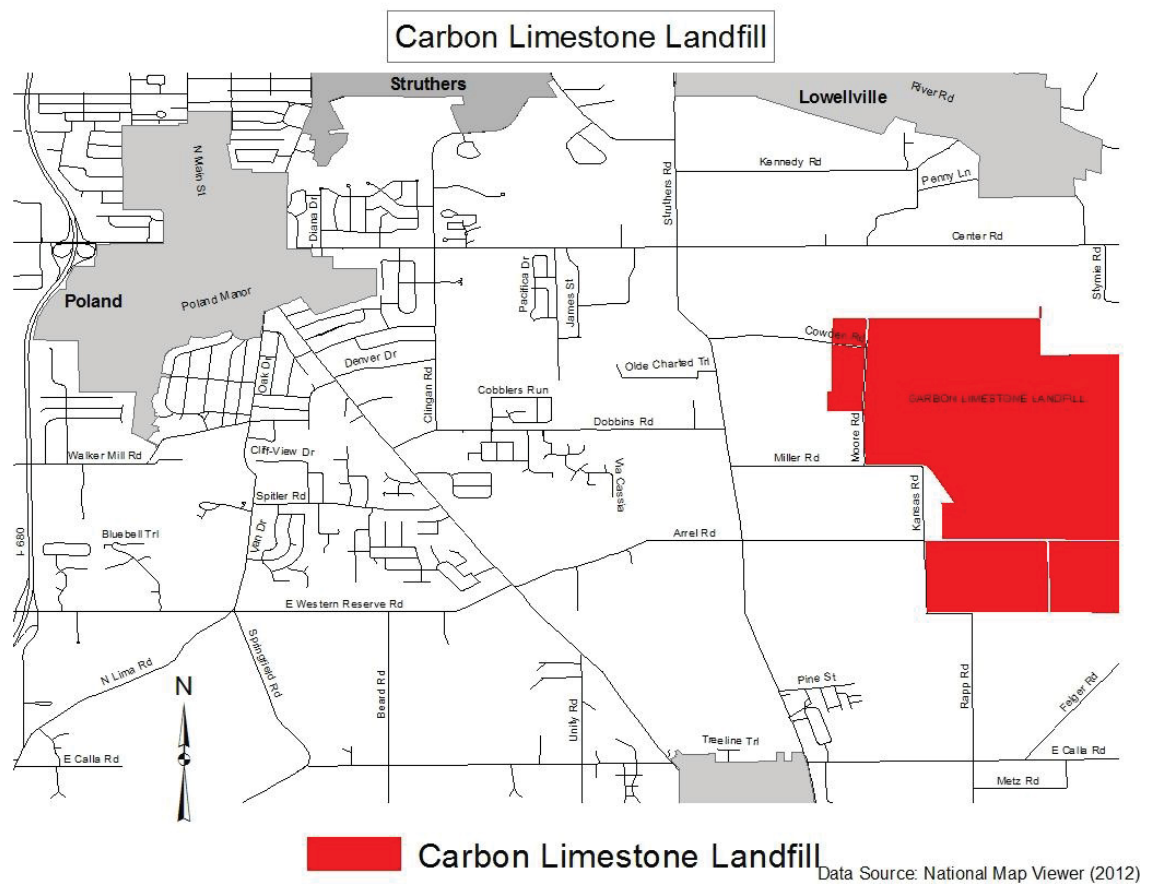 Carbon Limestone Landfill
Struthers
Lowellville
River Rd
N Main St
Kennedy Rd
Struthers Rd
Penny Ln
Diana Dr
Center Rd
Stymie Rd
Pacifica Dr
James St
Poland
Poland Manor
Cowden Rd
Denver Dr
Oak Dr
Olde Charted Trl
Clingan Rd
Cobblers Run
CARBON LIMESTONE LANDFILL
Dobbins Rd
Moore Rd
Walker Mill Rd
Cliff-View Dr
Miller Rd
Via Cassia
Spitler Rd
Kansas Rd
I-680
Bluebell Trl
Van Dr
Arrel Rd
E Western Reserve Rd
N Lima Rd
Springfield Rd
Beard Rd
Unity Rd
Pine St
Rapp Rd
Felger Rd
N
Treeline Trl
E Calla Rd
E Calla Rd
Metz Rd
Carbon Limestone Landfill
Data Source: National Map Viewer (2012)